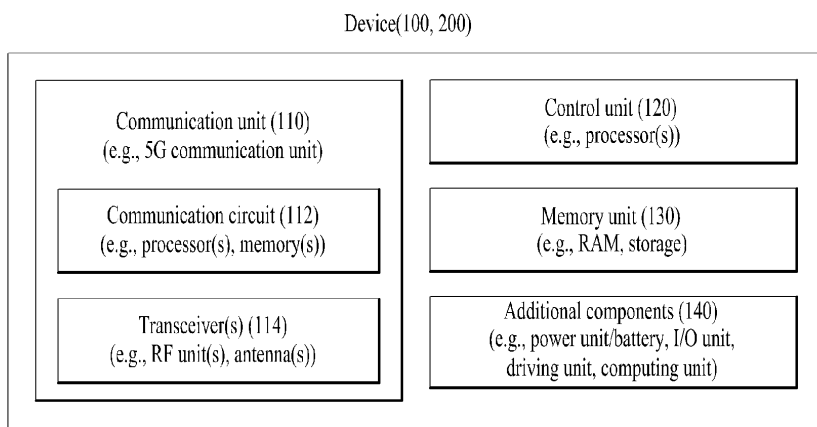 Device(100, 200)
Communication unit (110)
(e.g., 5G communication unit)
Communication circuit (112)
(e.g., processor(s), memory(s))
Transceiver(s) (114)
(e.g., RF unit(s), antenna(s))
Control unit (120)
(e.g., processor(s))
Memory unit (130)
(e.g., RAM, storage)
Additional components (140)
(e.g., power unit/battery, I/O unit,
driving unit, computing unit)